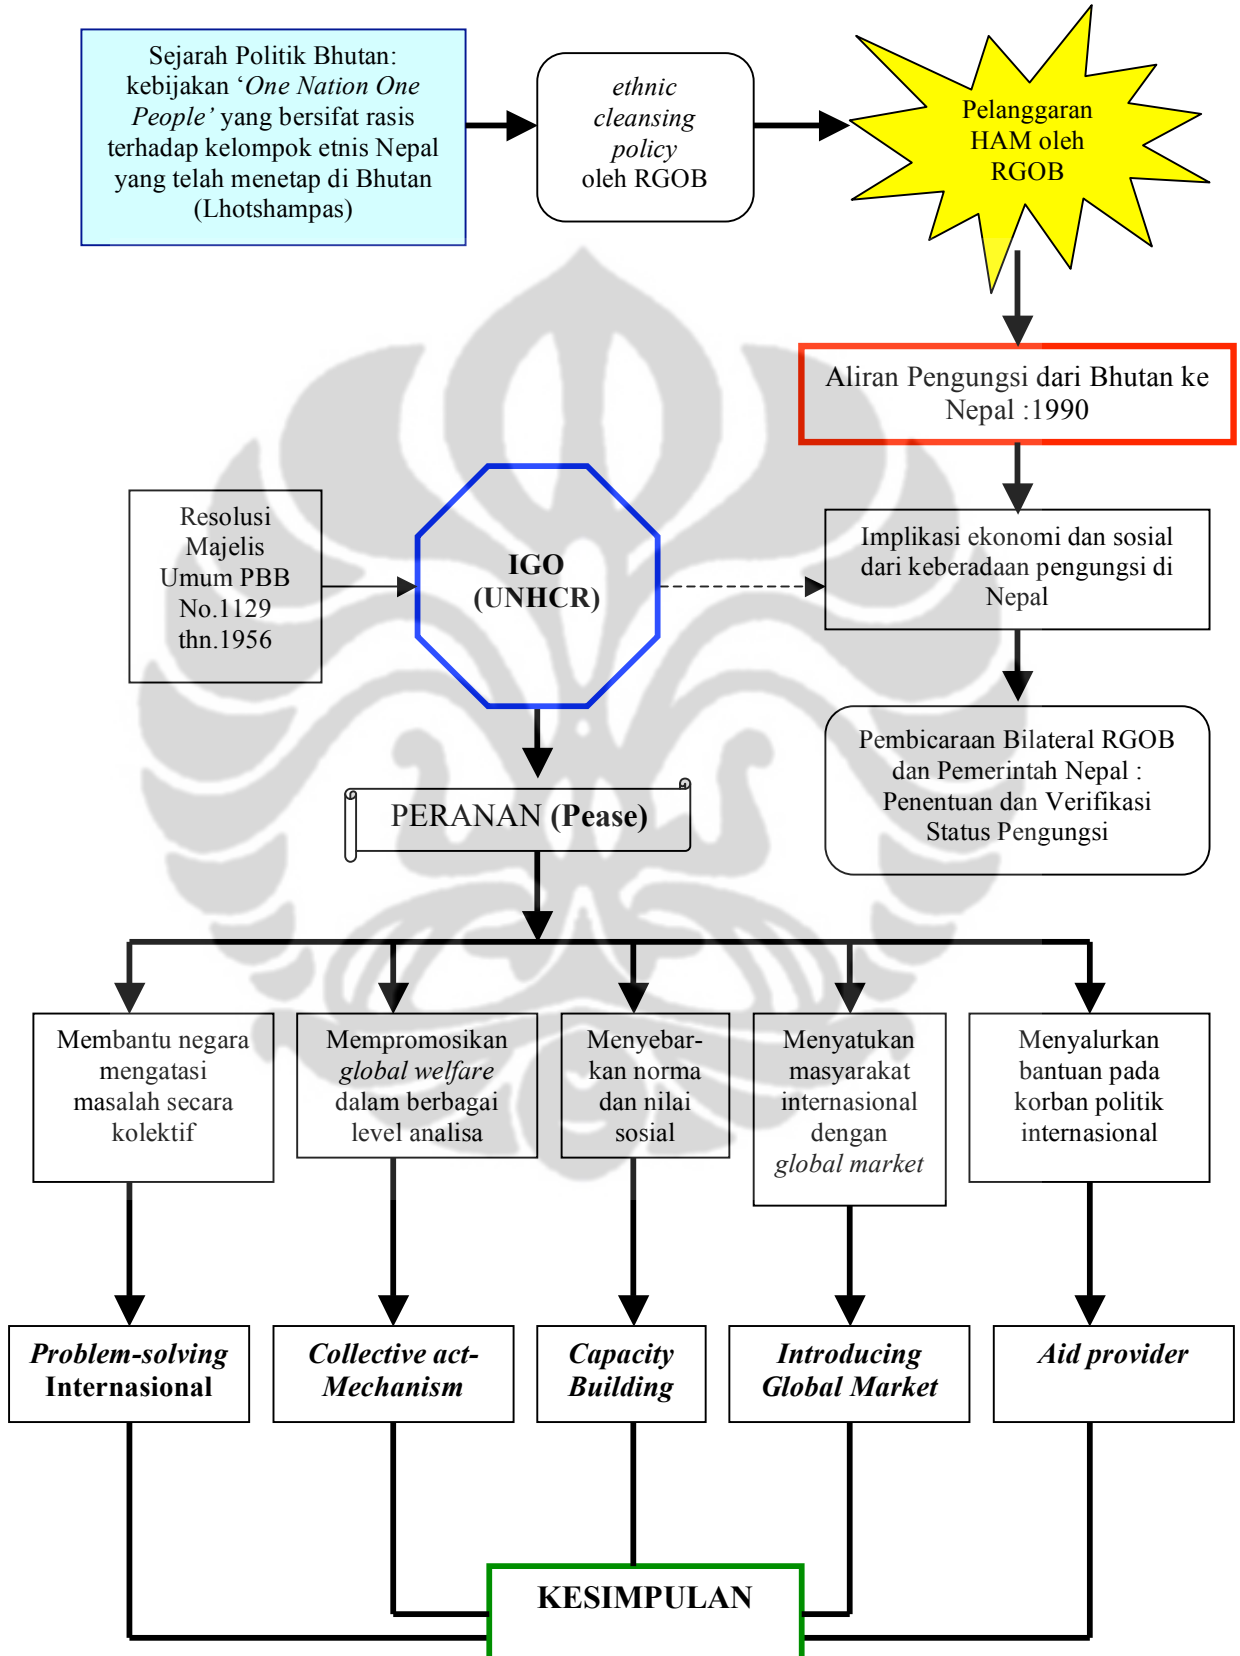 Sejarah Politik Bhutan:
kebijakan ‘One Nation One
People’ yang bersifat rasis
terhadap kelompok etnis Nepal
yang telah menetap di Bhutan
(Lhotshampas)
ethnic
cleansing
policy
oleh RGOB
Pelanggaran
HAM oleh
RGOB
Aliran Pengungsi dari Bhutan ke
Nepal :1990
Resolusi
Majelis
Umum PBB
No.1129
thn.1956
IGO
(UNHCR)
Implikasi ekonomi dan sosial
dari keberadaan pengungsi di
Nepal
Pembicaraan Bilateral RGOB
dan Pemerintah Nepal :
Penentuan dan Verifikasi
Status Pengungsi
PERANAN (Pease)
Membantu negara
mengatasi
masalah secara
kolektif
Mempromosikan
global welfare
dalam berbagai
level analisa
Menyebar-
kan norma
dan nilai
sosial
Menyatukan
masyarakat
internasional
dengan
global market
Menyalurkan
bantuan pada
korban politik
internasional
Problem-solving
Internasional
Collective act-
Mechanism
Capacity
Building
Introducing
Global Market
Aid provider
KESIMPULAN